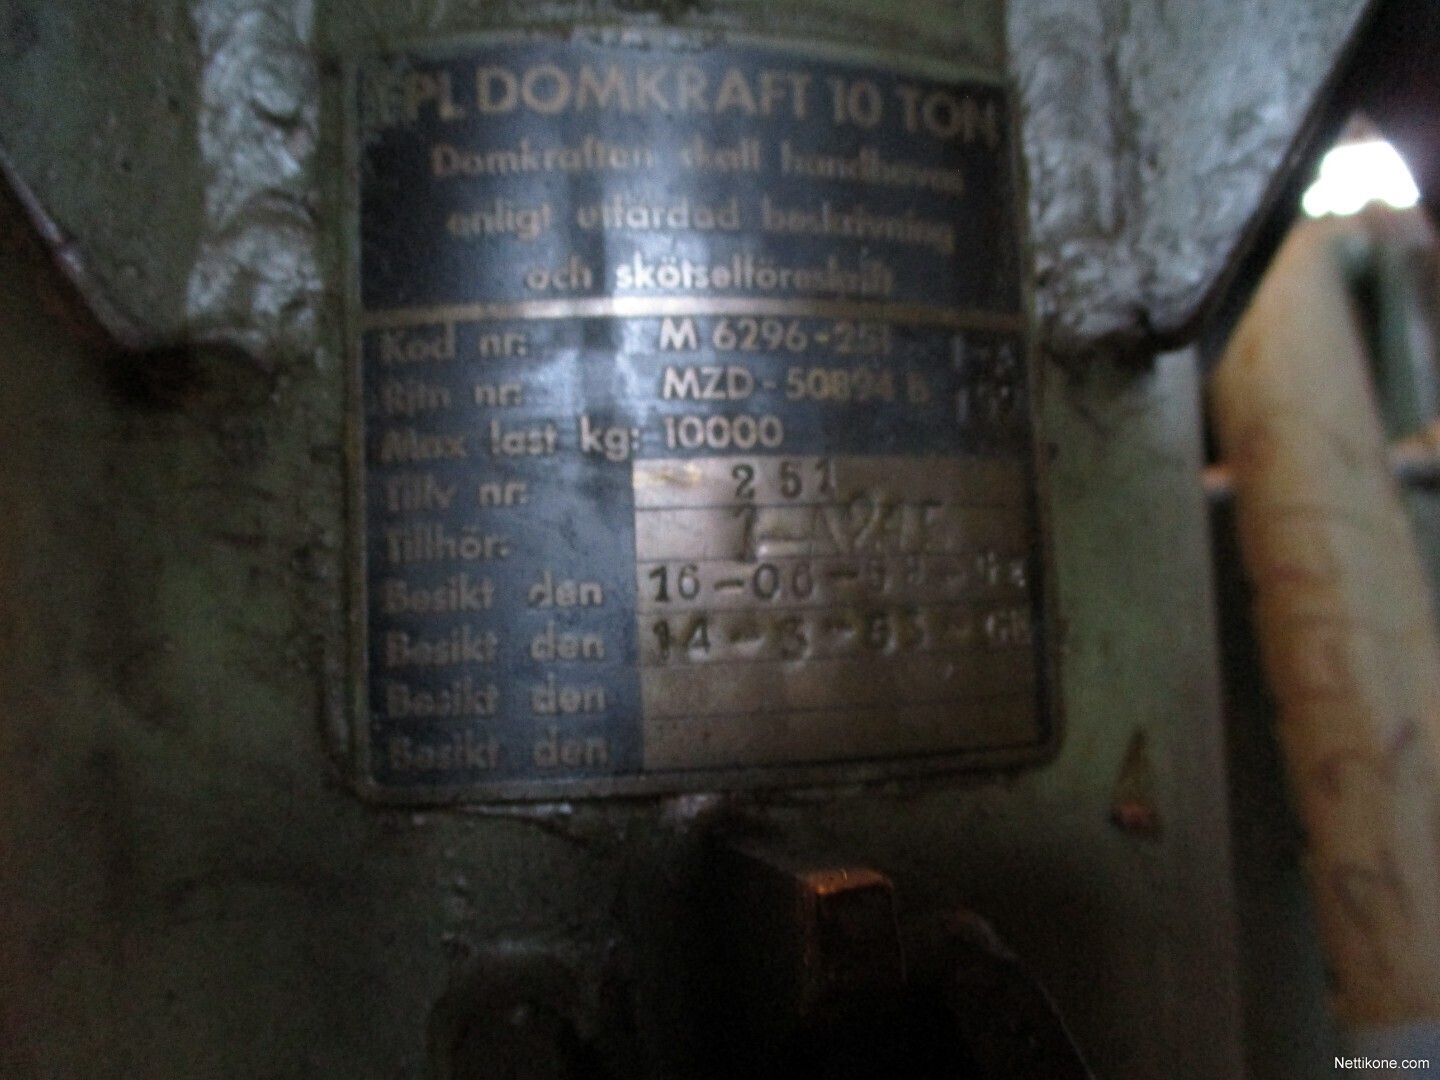 FPL DOMKRAFT 10 TON
Domkraften skall handhavas
enligt utfärdad beskrivning
och skötselföreskrift
Kod nr: M 6296-251
Rjtn nr: MZD-50894 B
Max last kg: 10000
Tillv nr: 251
Tillhör:
Besikt den 16-06-
Besikt den 14-3-
Besikt den
Besikt den
Nettikone.com